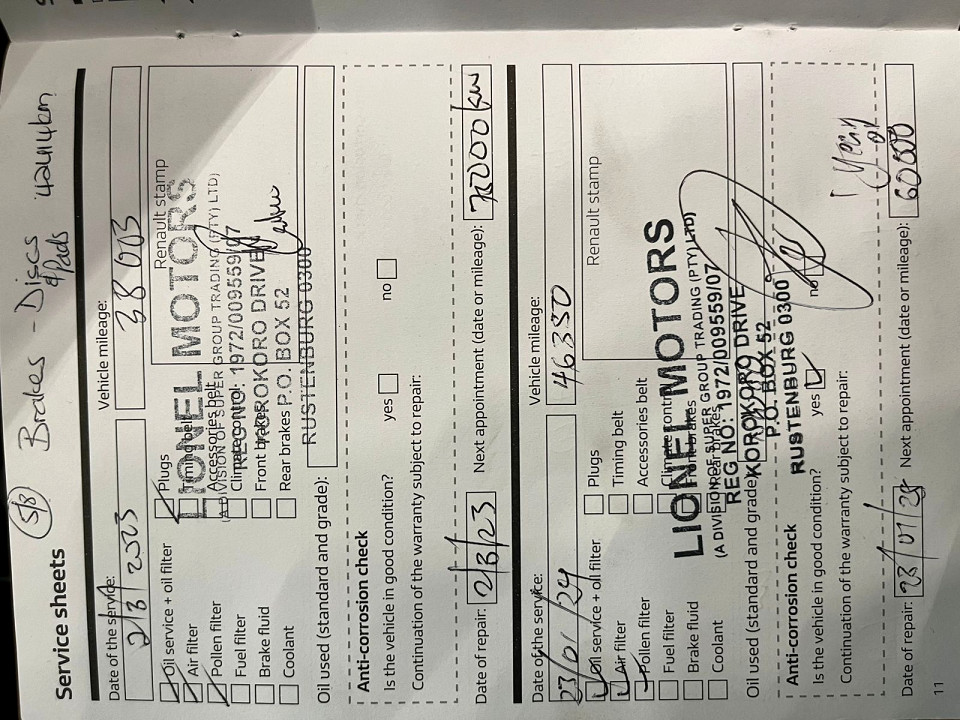 Service sheets
S/B Brakes - Discs & Pads 42414km
Date of the service:
2/3/2023
Vehicle mileage:
38 003
Oil service + oil filter
Air filter
Pollen filter
Fuel filter
Brake fluid
Coolant
Plugs
Timing belt
Accessories belt
Climate control
Front brakes
Rear brakes
Renault stamp
LIONEL MOTORS
(A DIVISION OF SUPER GROUP TRADING (PTY) LTD)
REG NO: 1972/009559/07
KOROKORO DRIVE
P.O. BOX 52
RUSTENBURG 0300
Oil used (standard and grade):
Anti-corrosion check
Is the vehicle in good condition?
yes
no
Continuation of the warranty subject to repair:
Date of repair: 2/3/23
Next appointment (date or mileage):
Date of the service:
23/01/24
Vehicle mileage:
46350
Oil service + oil filter
Air filter
Pollen filter
Fuel filter
Brake fluid
Coolant
Plugs
Timing belt
Accessories belt
Climate control
Front brakes
Rear brakes
Renault stamp
LIONEL MOTORS
(A DIVISION OF SUPER GROUP TRADING (PTY) LTD)
REG NO: 1972/009559/07
KOROKORO DRIVE
P.O. BOX 52
RUSTENBURG 0300
Oil used (standard and grade)
Anti-corrosion check
Is the vehicle in good condition?
yes
no
Continuation of the warranty subject to repair:
1 year or
Date of repair: 23/01/24
Next appointment (date or mileage): 60000
11